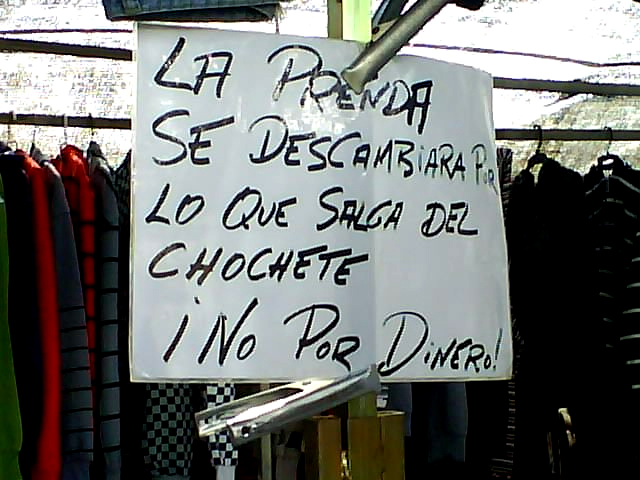 LA PRENDA
SE DESCAMBIARA POR
LO QUE SALGA DEL
CHOCHETE
¡NO POR DINERO!